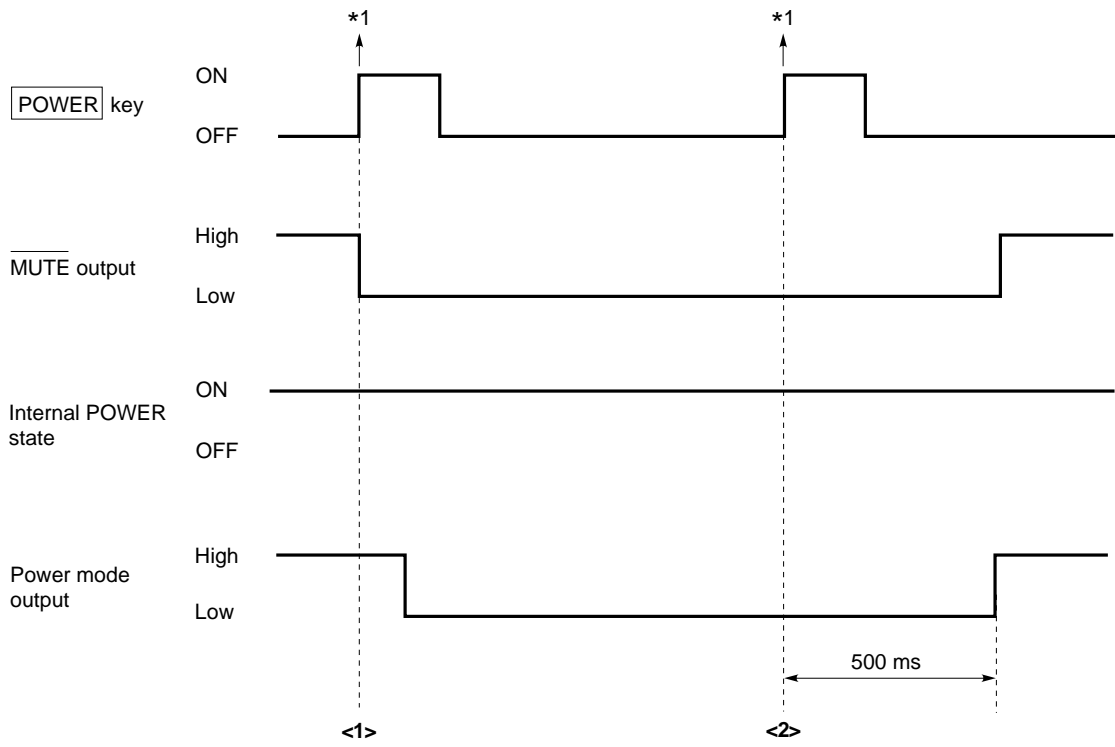 *1 *1
POWER key
ON
OFF
MUTE output
High
Low
Internal POWER
state
ON
OFF
Power mode
output
High
Low
500 ms
<1> <2>